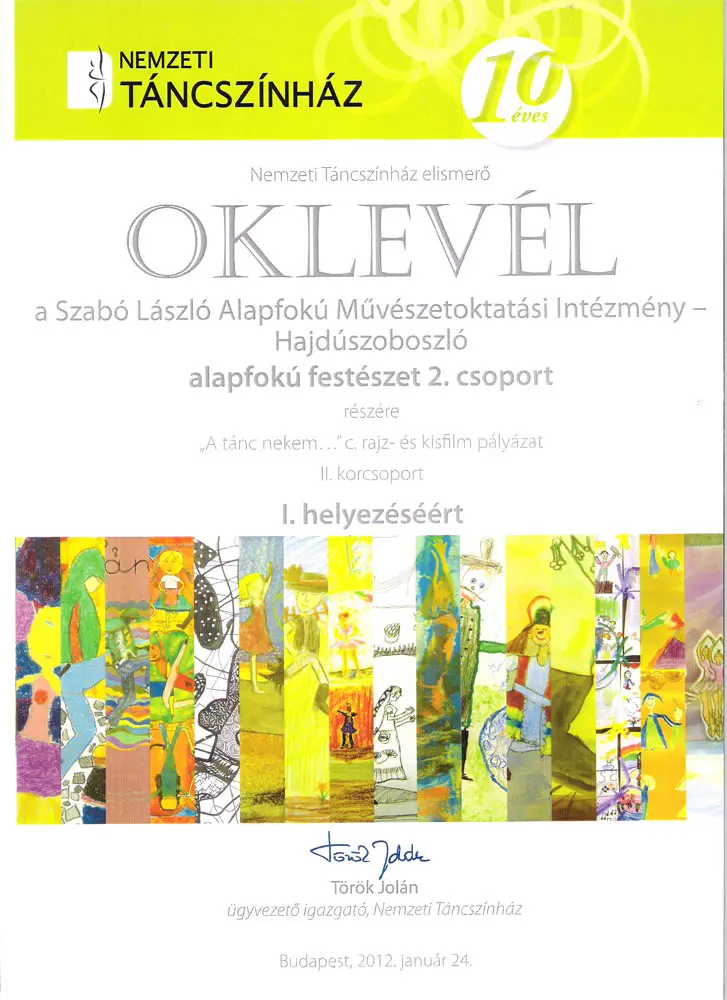 NEMZETI
TÁNCSZÍNHÁZ
10
éves
Nemzeti Táncszínház elismerő
OKLEVÉL
a Szabó László Alapfokú Művészetoktatási Intézmény –
Hajdúszoboszló
alapfokú festészet 2. csoport
részére
„A tánc nekem…” c. rajz- és kisfilm pályázat
II. korcsoport
I. helyezéséért
Török Jolán
ügyvezető igazgató, Nemzeti Táncszínház
Budapest, 2012. január 24.